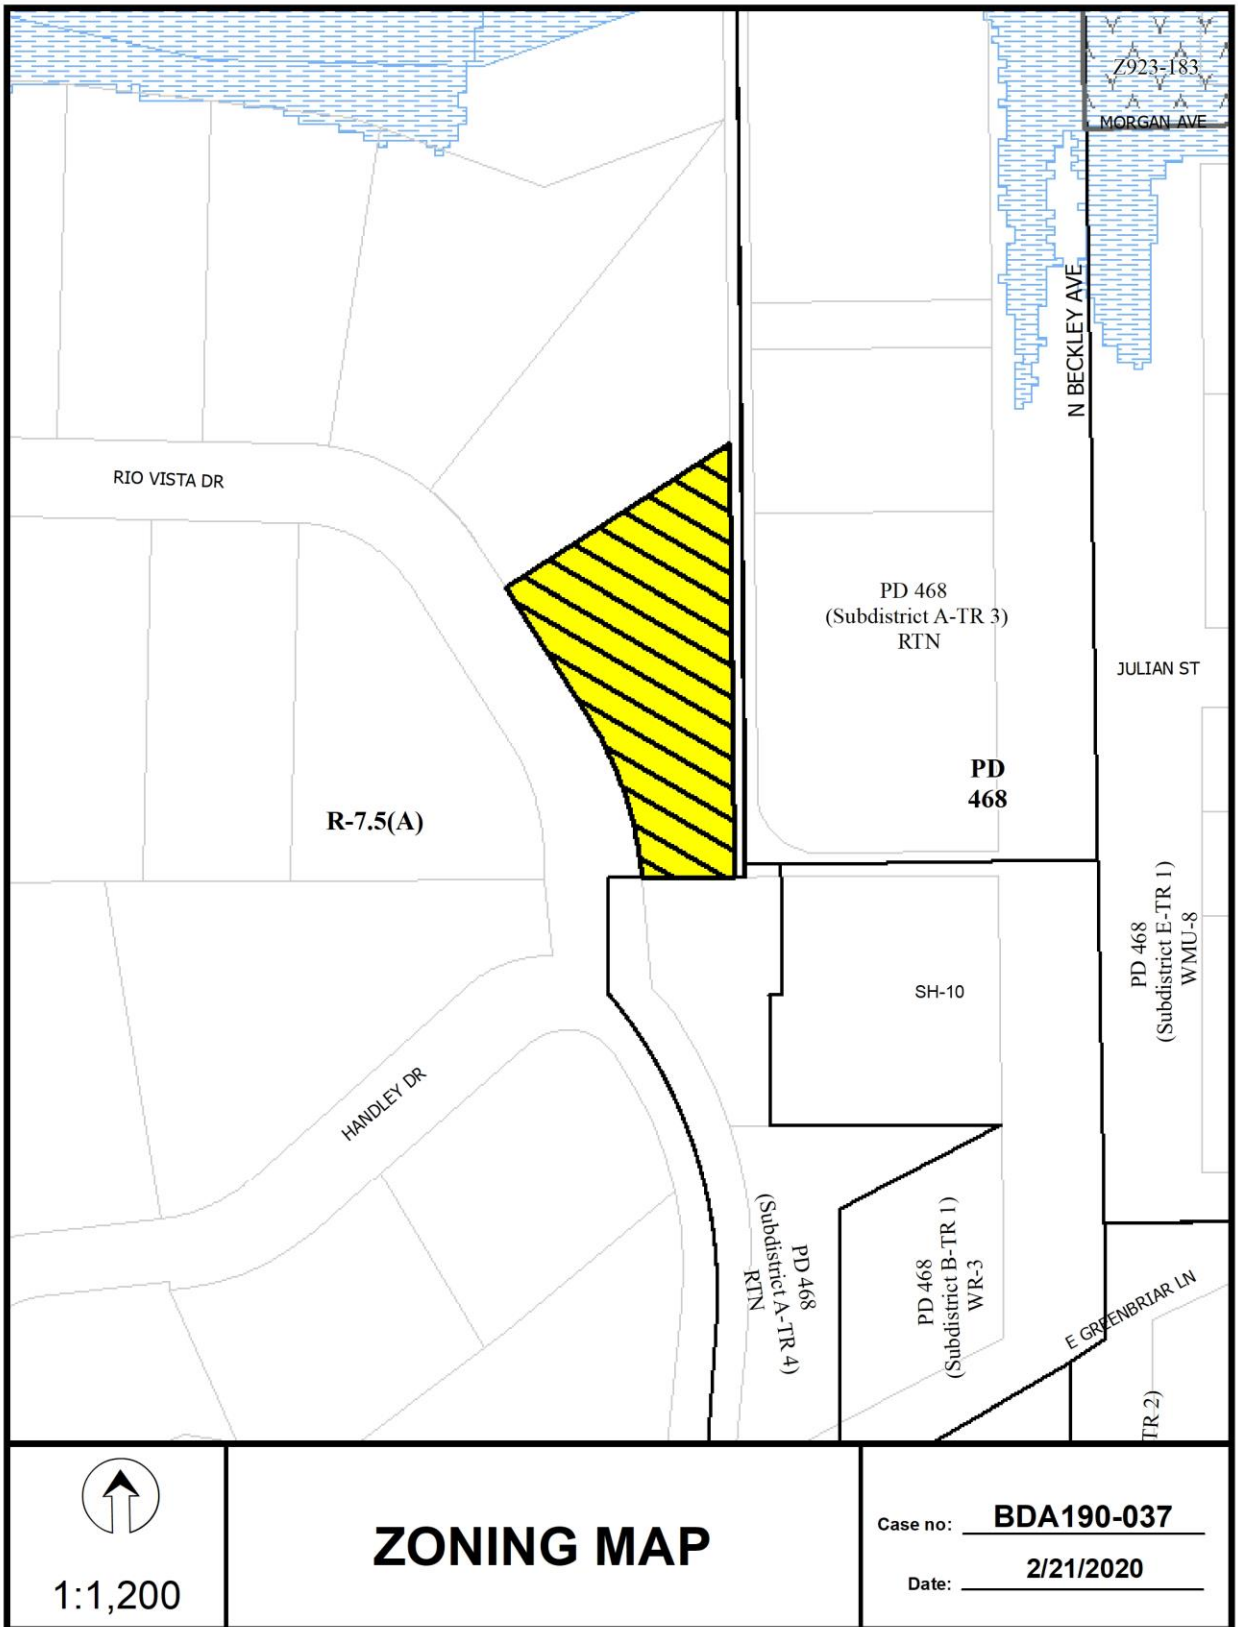 Z923-183
MORGAN AVE
N BECKLEY AVE
RIO VISTA DR
PD 468
(Subdistrict A-TR 3)
RTN
JULIAN ST
PD
468
R-7.5(A)
PD 468
(Subdistrict E-TR 1)
WMU-8
SH-10
HANDLEY DR
PD 468
(Subdistrict A-TR 4)
RTN
PD 468
(Subdistrict B-TR 1)
WR-3
E GREENBRIAR LN
TR 2)
1:1,200
ZONING MAP
Case no: BDA190-037
Date: 2/21/2020